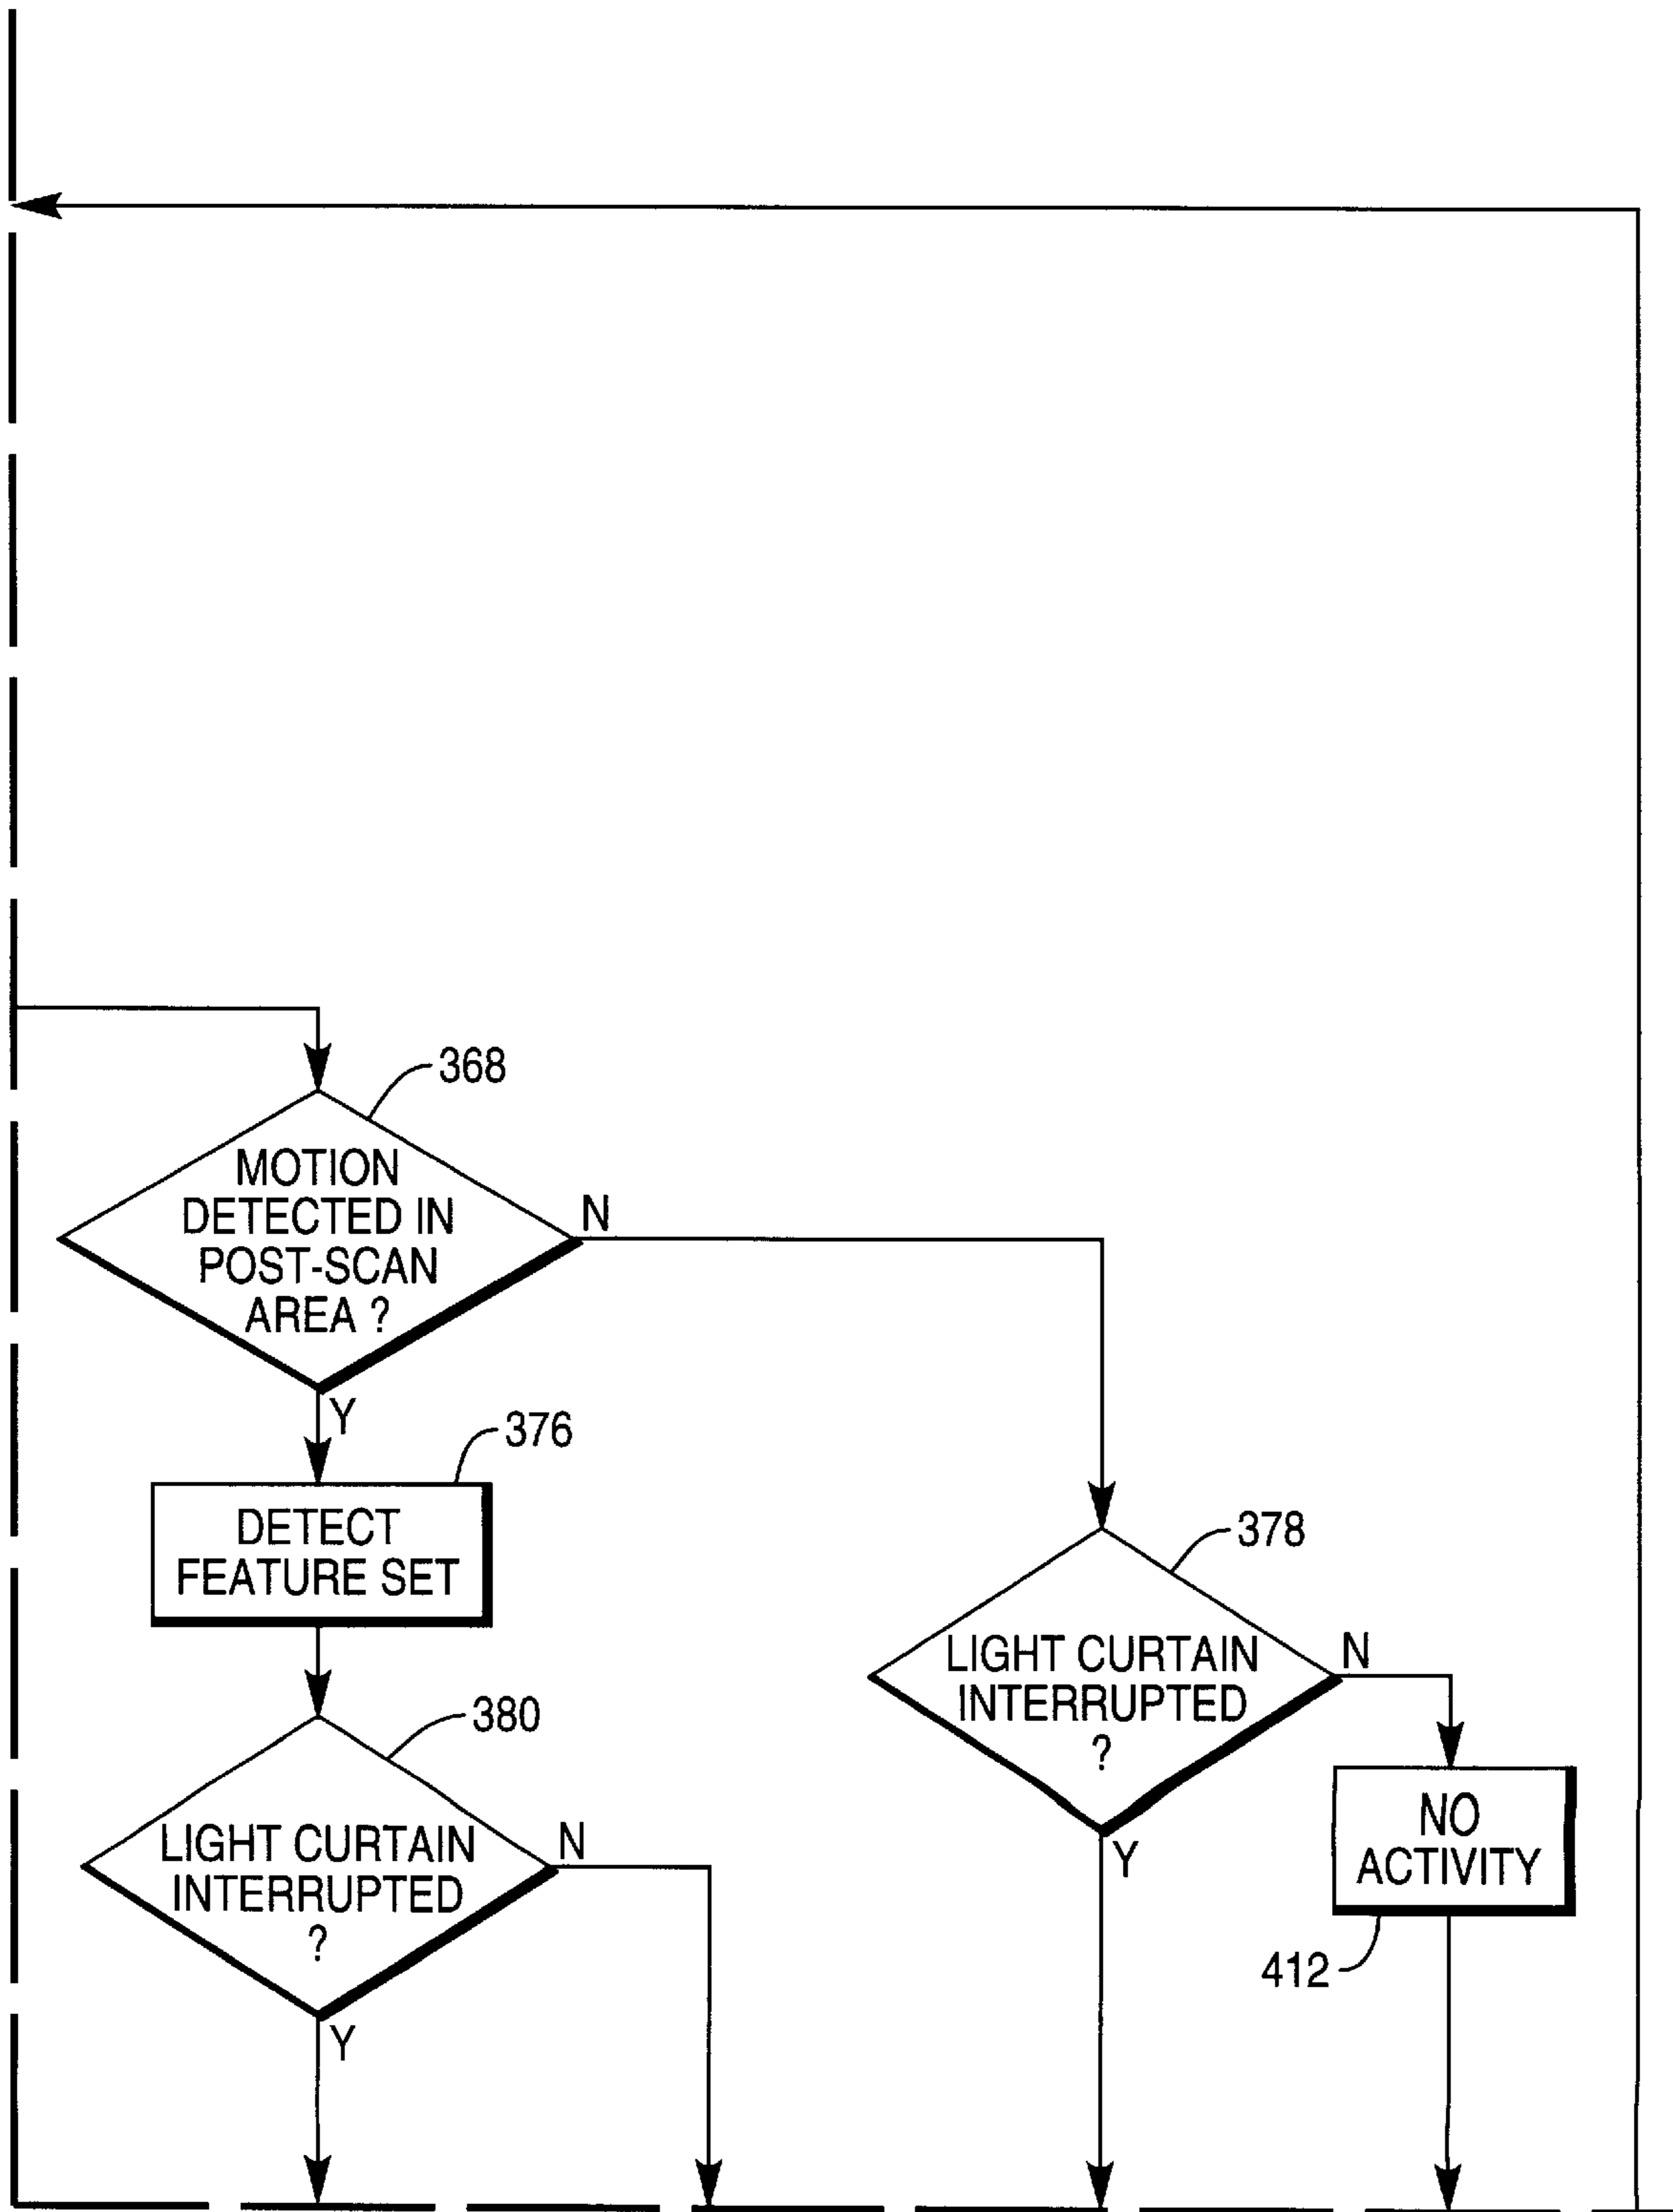 368
MOTION
DETECTED IN
POST-SCAN
AREA ?
N
Y
376
DETECT
FEATURE SET
378
LIGHT CURTAIN
INTERRUPTED
?
N
Y
380
LIGHT CURTAIN
INTERRUPTED
?
N
Y
NO
ACTIVITY
412